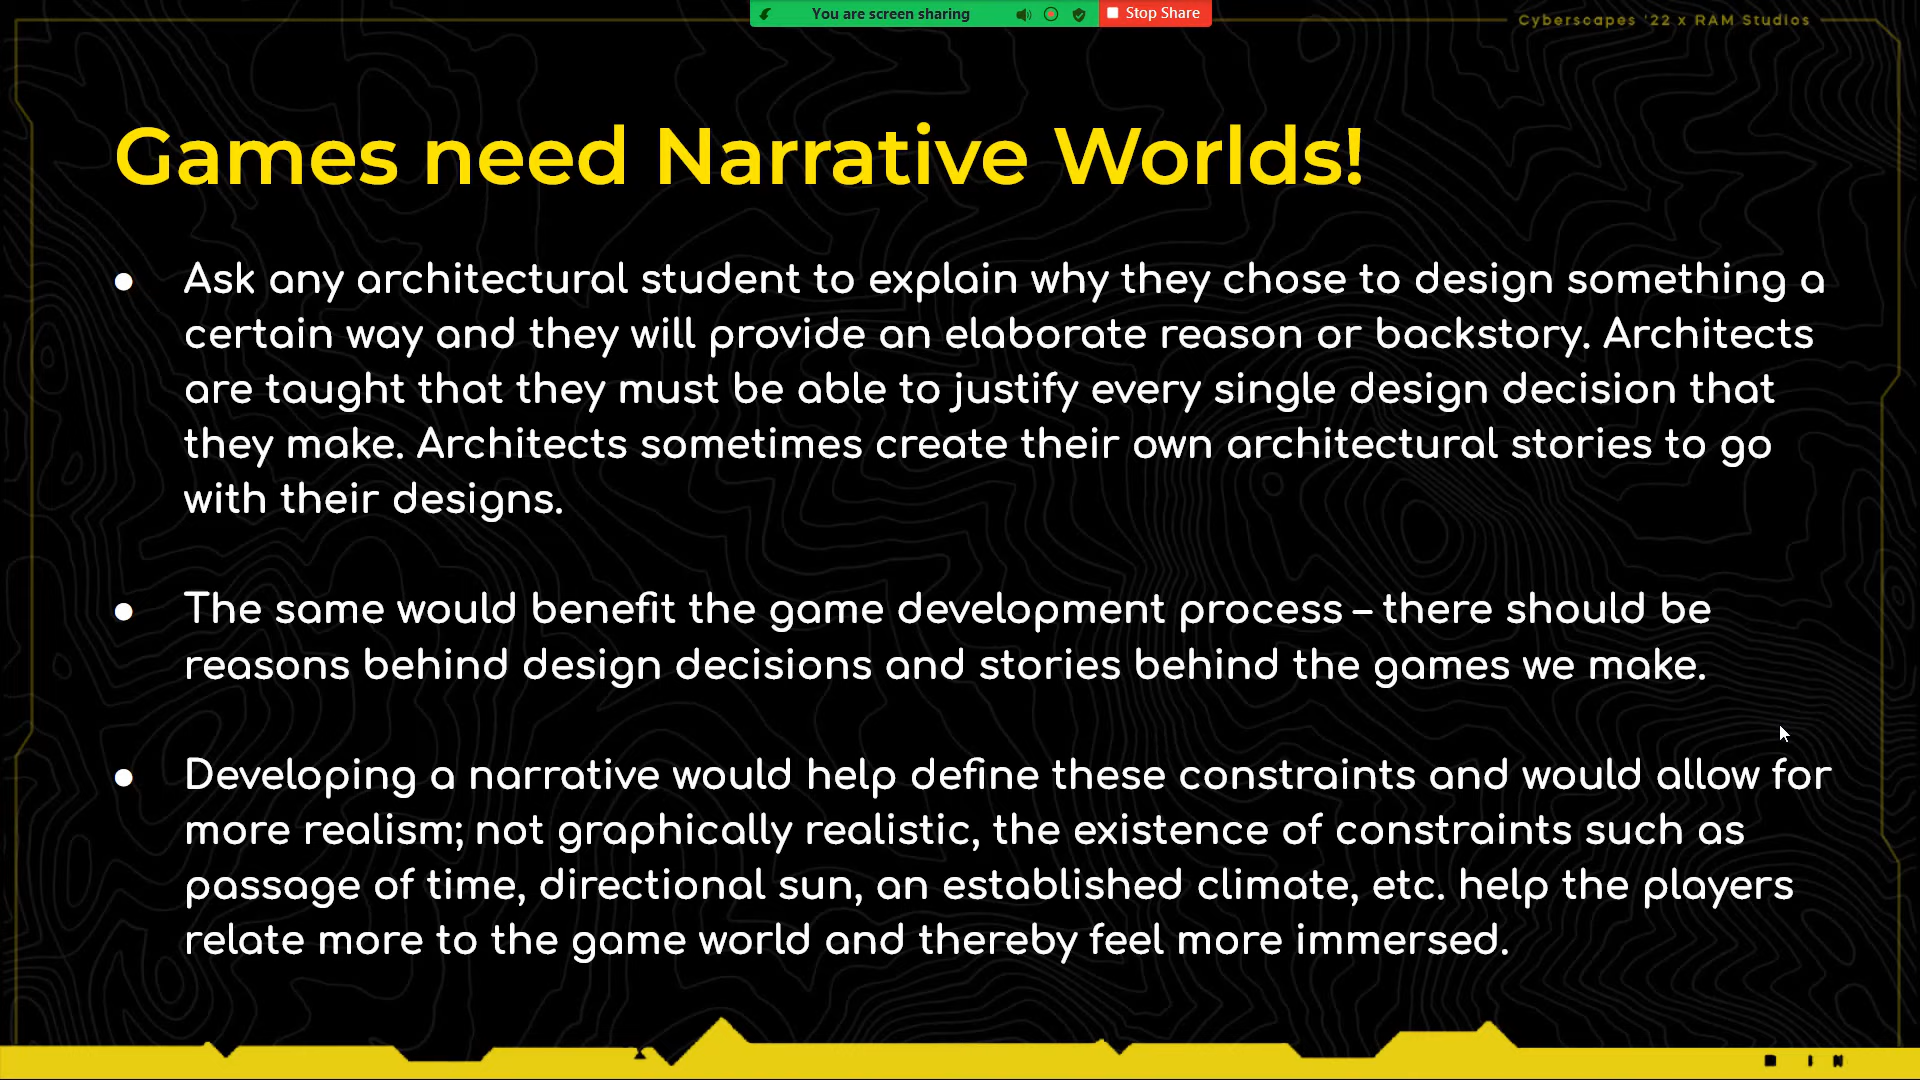 You are screen sharing
Stop Share
Cyberscapes '22 x RAM Studios
Games need Narrative Worlds!
● Ask any architectural student to explain why they chose to design something a
certain way and they will provide an elaborate reason or backstory. Architects
are taught that they must be able to justify every single design decision that
they make. Architects sometimes create their own architectural stories to go
with their designs.
● The same would benefit the game development process – there should be
reasons behind design decisions and stories behind the games we make.
● Developing a narrative would help define these constraints and would allow for
more realism; not graphically realistic, the existence of constraints such as
passage of time, directional sun, an established climate, etc. help the players
relate more to the game world and thereby feel more immersed.